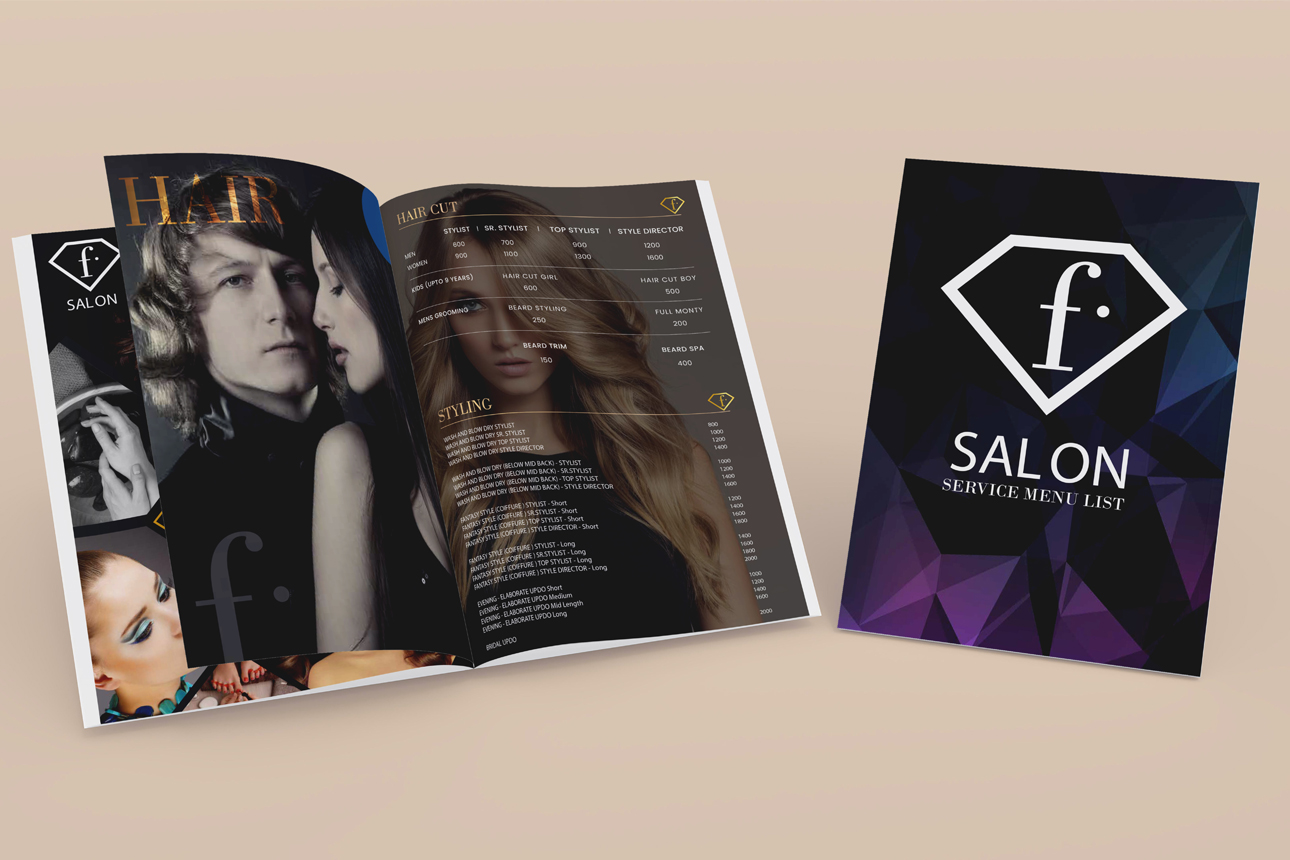 f.
SALON
HAIR
f.
HAIR CUT
f.
STYLIST | SR. STYLIST | TOP STYLIST | STYLE DIRECTOR
MEN 600 700 900 1200
WOMEN 900 1100 1300 1600
KIDS (UPTO 9 YEARS) HAIR CUT GIRL HAIR CUT BOY
600 500
MENS GROOMING BEARD STYLING FULL MONTY
250 200
BEARD TRIM BEARD SPA
150 400
STYLING
f.
WASH AND BLOW DRY STYLIST 800
WASH AND BLOW DRY SR. STYLIST 1000
WASH AND BLOW DRY TOP STYLIST 1200
WASH AND BLOW DRY STYLE DIRECTOR 1400
WASH AND BLOW DRY (BELOW MID BACK) - STYLIST 1000
WASH AND BLOW DRY (BELOW MID BACK) - SR.STYLIST 1200
WASH AND BLOW DRY (BELOW MID BACK) - TOP STYLIST 1400
WASH AND BLOW DRY (BELOW MID BACK) - STYLE DIRECTOR 1600
FANTASY STYLE (COIFFURE ) STYLIST - Short 1200
FANTASY STYLE (COIFFURE ) SR.STYLIST - Short 1400
FANTASY STYLE (COIFFURE ) TOP STYLIST - Short 1600
FANTASY STYLE (COIFFURE ) STYLE DIRECTOR - Short 1800
FANTASY STYLE (COIFFURE ) STYLIST - Long 1400
FANTASY STYLE (COIFFURE ) SR.STYLIST - Long 1600
FANTASY STYLE (COIFFURE ) TOP STYLIST - Long 1800
FANTASY STYLE (COIFFURE ) STYLE DIRECTOR - Long 2000
EVENING - ELABORATE UPDO Short 1000
EVENING - ELABORATE UPDO Medium 1200
EVENING - ELABORATE UPDO Mid Length 1400
EVENING - ELABORATE UPDO Long 1600
BRIDAL UPDO 2000
f.
SALON
SERVICE MENU LIST